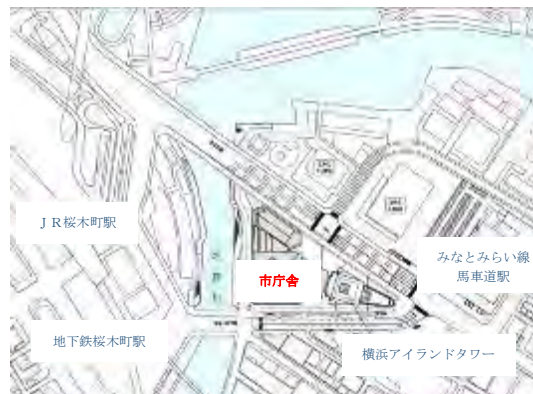 ＪＲ桜木町駅
市庁舎
みなとみらい線
馬車道駅
地下鉄桜木町駅
横浜アイランドタワー